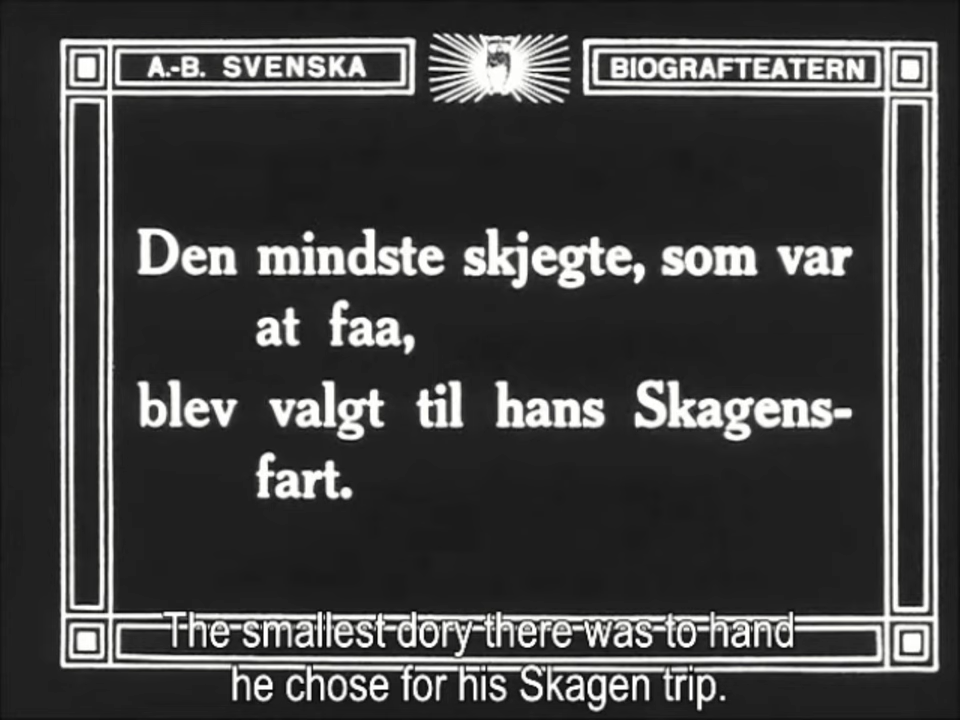 A.-B. SVENSKA BIOGRAFTEATERN
Den mindste skjegte, som var
at faa,
blev valgt til hans Skagens-
fart.
The smallest dory there was to hand
he chose for his Skagen trip.